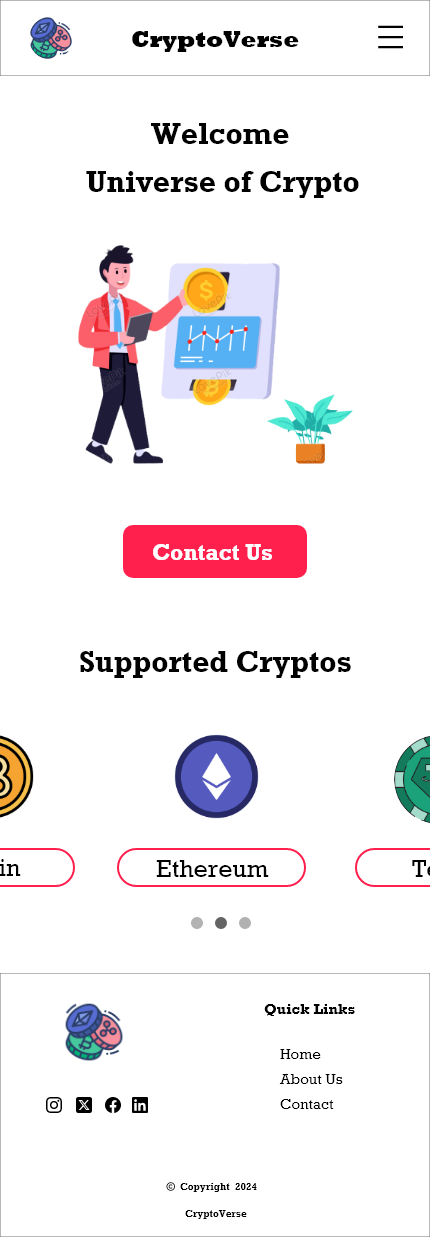 CryptoVerse
Welcome
Universe of Crypto
Contact Us
Supported Cryptos
in
Ethereum
Te
Quick Links
Home
About Us
Contact
© Copyright 2024
CryptoVerse